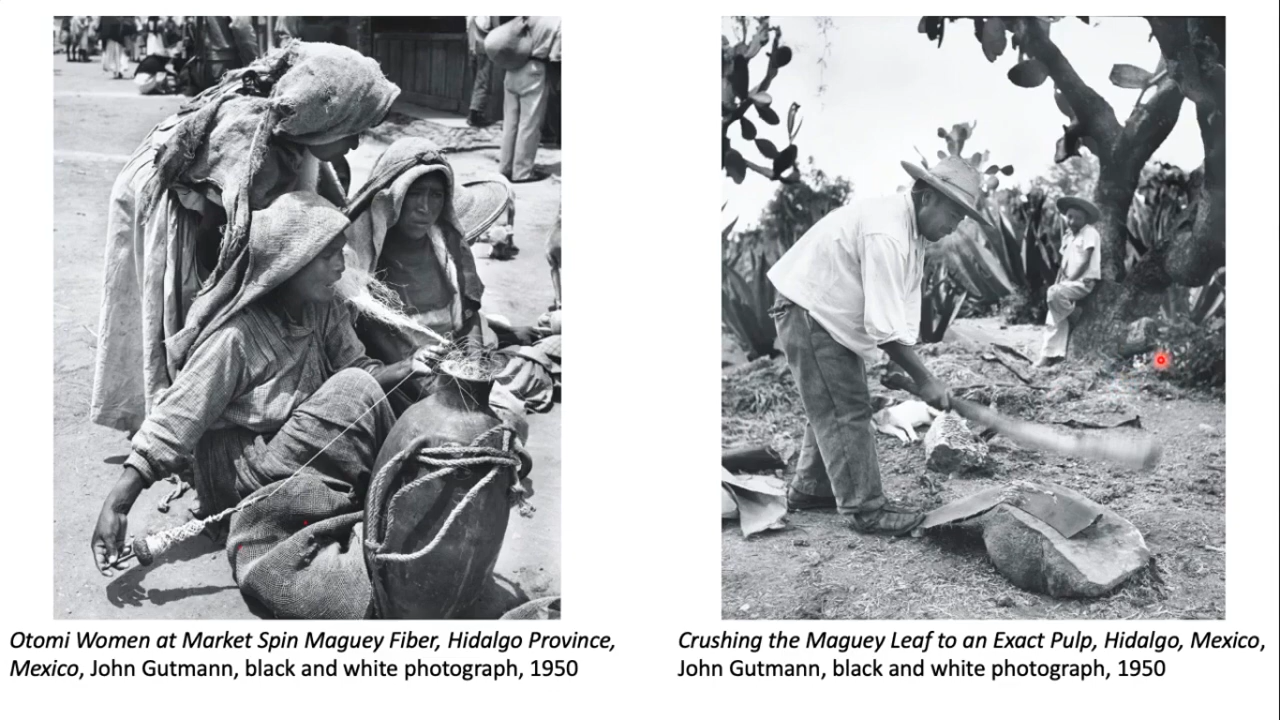 Otomi Women at Market Spin Maguey Fiber, Hidalgo Province,
Mexico, John Gutmann, black and white photograph, 1950
Crushing the Maguey Leaf to an Exact Pulp, Hidalgo, Mexico,
John Gutmann, black and white photograph, 1950